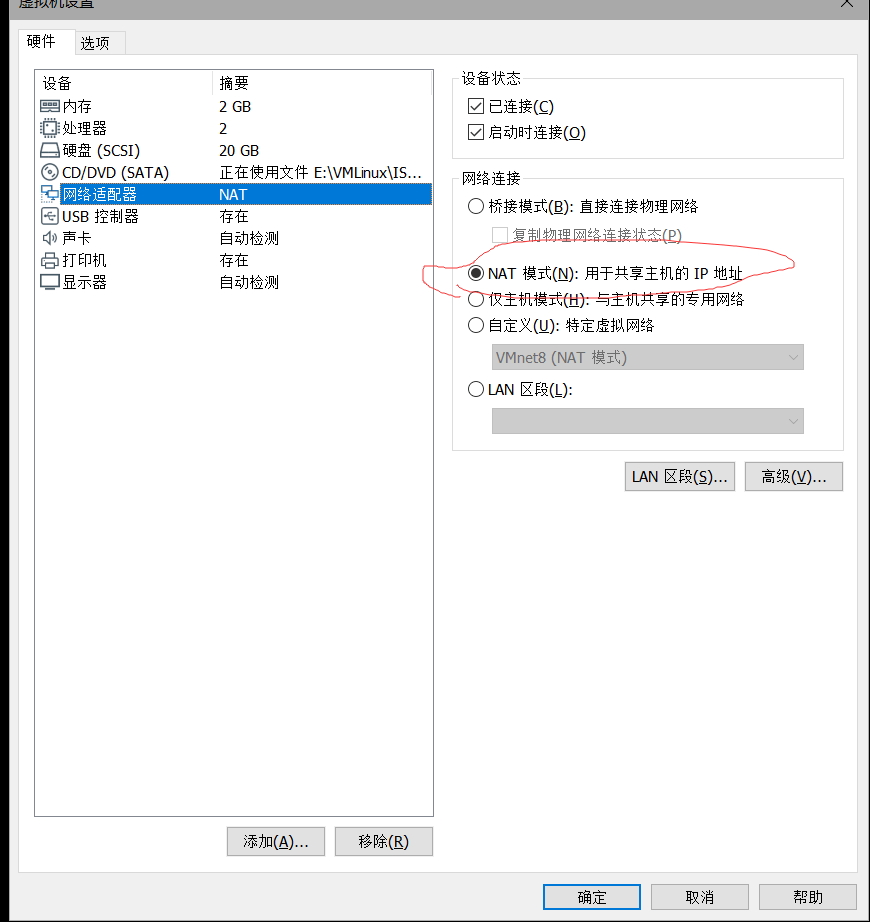 虚拟机设置
硬件
选项
设备 摘要
内存 2 GB
处理器 2
硬盘 (SCSI) 20 GB
CD/DVD (SATA) 正在使用文件 E:\VMLinux\IS...
网络适配器 NAT
USB 控制器 存在
声卡 自动检测
打印机 存在
显示器 自动检测
添加(A)...
移除(R)
设备状态
已连接(C)
启动时连接(O)
网络连接
桥接模式(B): 直接连接物理网络
复制物理网络连接状态(P)
NAT 模式(N): 用于共享主机的 IP 地址
仅主机模式(H): 与主机共享的专用网络
自定义(U): 特定虚拟网络
VMnet8 (NAT 模式)
LAN 区段(L):
LAN 区段(S)...
高级(V)...
确定
取消
帮助